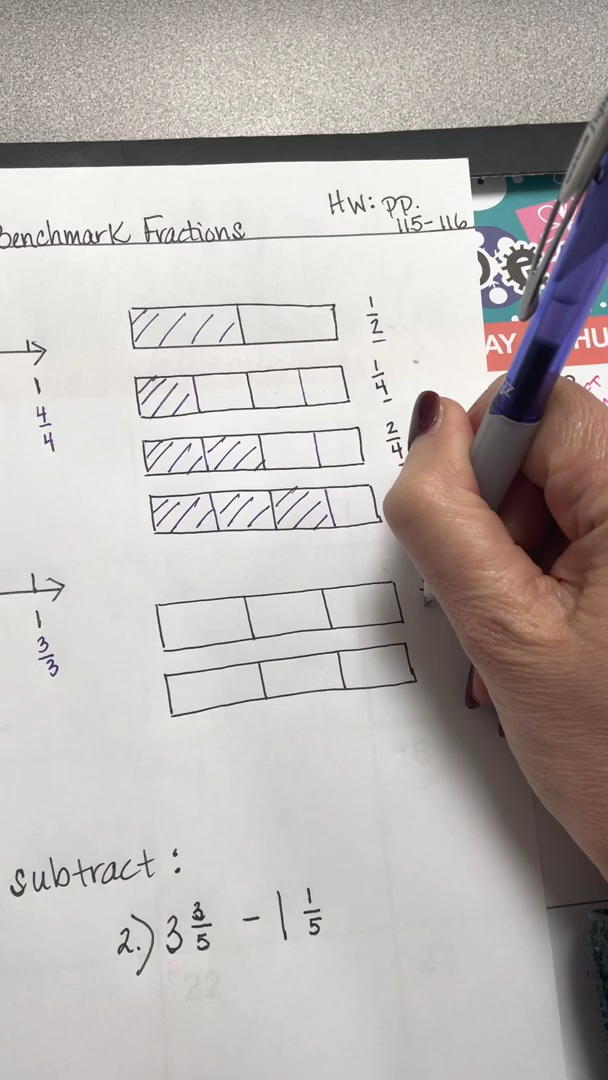 HW: pp.
115-116
Benchmark Fractions
1/2
1/4
2/4
1
4/4
1
3/3
subtract:
2.) 3 3/5 - 1 1/5
22